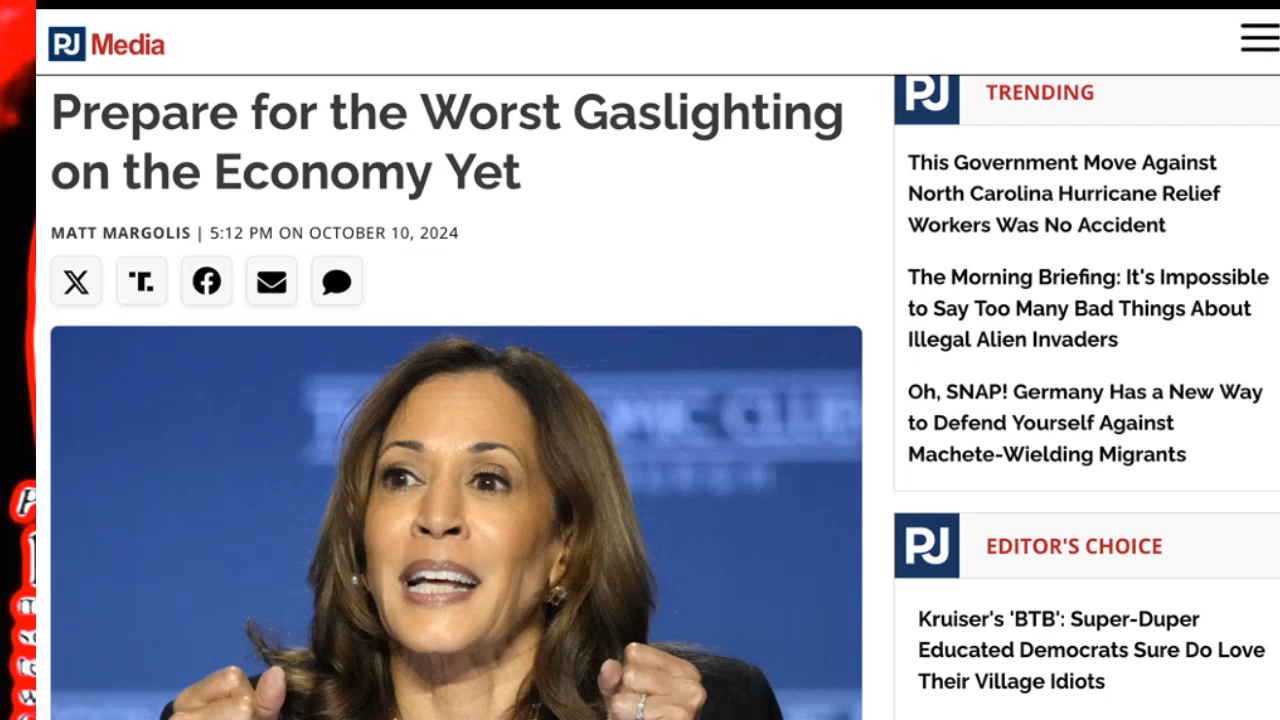 PJ Media
Prepare for the Worst Gaslighting
on the Economy Yet
MATT MARGOLIS | 5:12 PM ON OCTOBER 10, 2024
PJ TRENDING
This Government Move Against
North Carolina Hurricane Relief
Workers Was No Accident
The Morning Briefing: It's Impossible
to Say Too Many Bad Things About
Illegal Alien Invaders
Oh, SNAP! Germany Has a New Way
to Defend Yourself Against
Machete-Wielding Migrants
PJ EDITOR'S CHOICE
Kruiser's 'BTB': Super-Duper
Educated Democrats Sure Do Love
Their Village Idiots